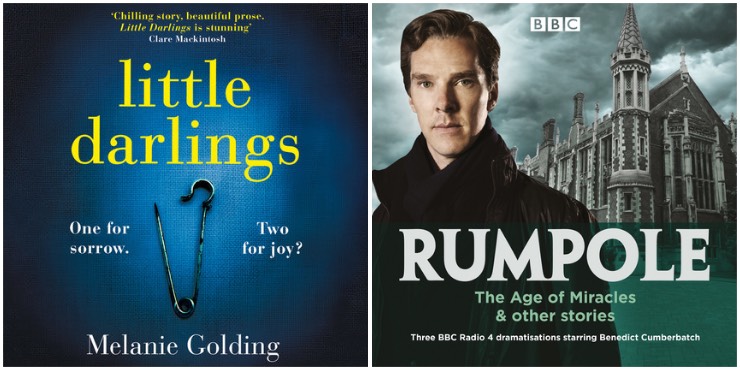 'Chilling story, beautiful prose.
Little Darlings is stunning'
Clare Mackintosh
little
darlings
One for
sorrow.
Two
for joy?
Melanie Golding
BBC
RUMPOLE
The Age of Miracles
& other stories
Three BBC Radio 4 dramatisations starring Benedict Cumberbatch